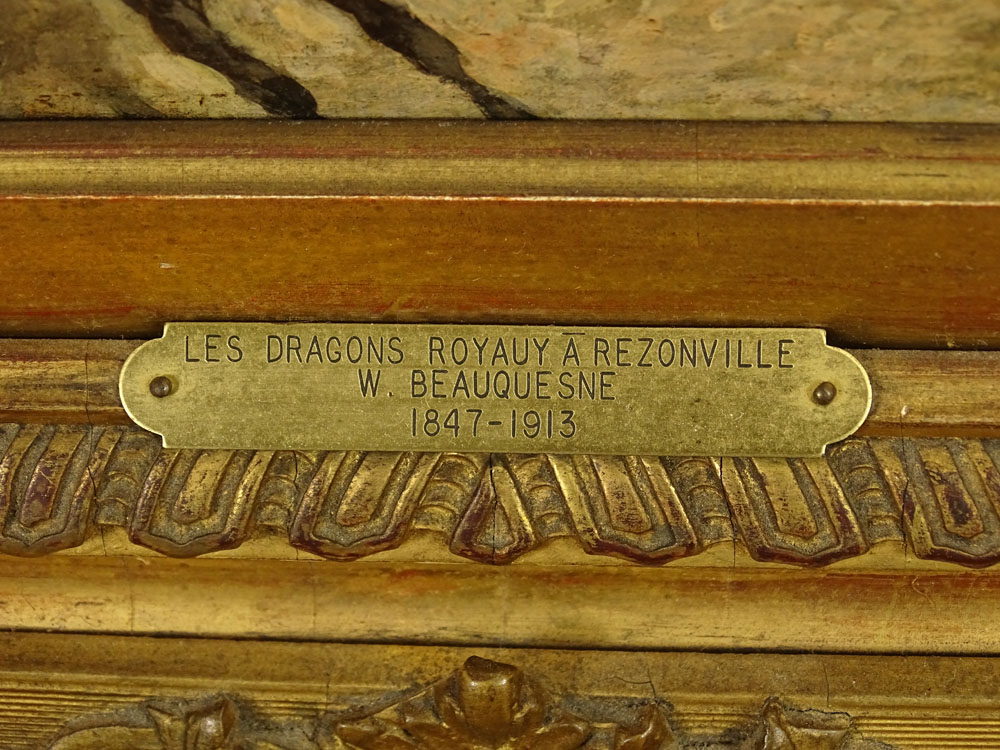 LES DRAGONS ROYAUY Ā REZONVILLE
W. BEAUQUESNE
1847-1913